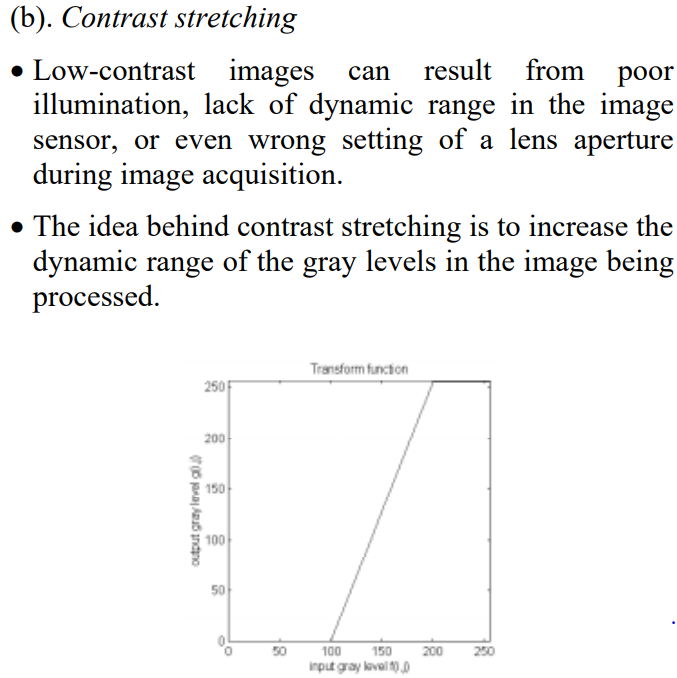 (b). Contrast stretching
• Low-contrast images can result from poor
illumination, lack of dynamic range in the image
sensor, or even wrong setting of a lens aperture
during image acquisition.
• The idea behind contrast stretching is to increase the
dynamic range of the gray levels in the image being
processed.
Transform function
250
200
150
100
50
0
output gray level g(i,j)
0 50 100 150 200 250
input gray level f(i,j)